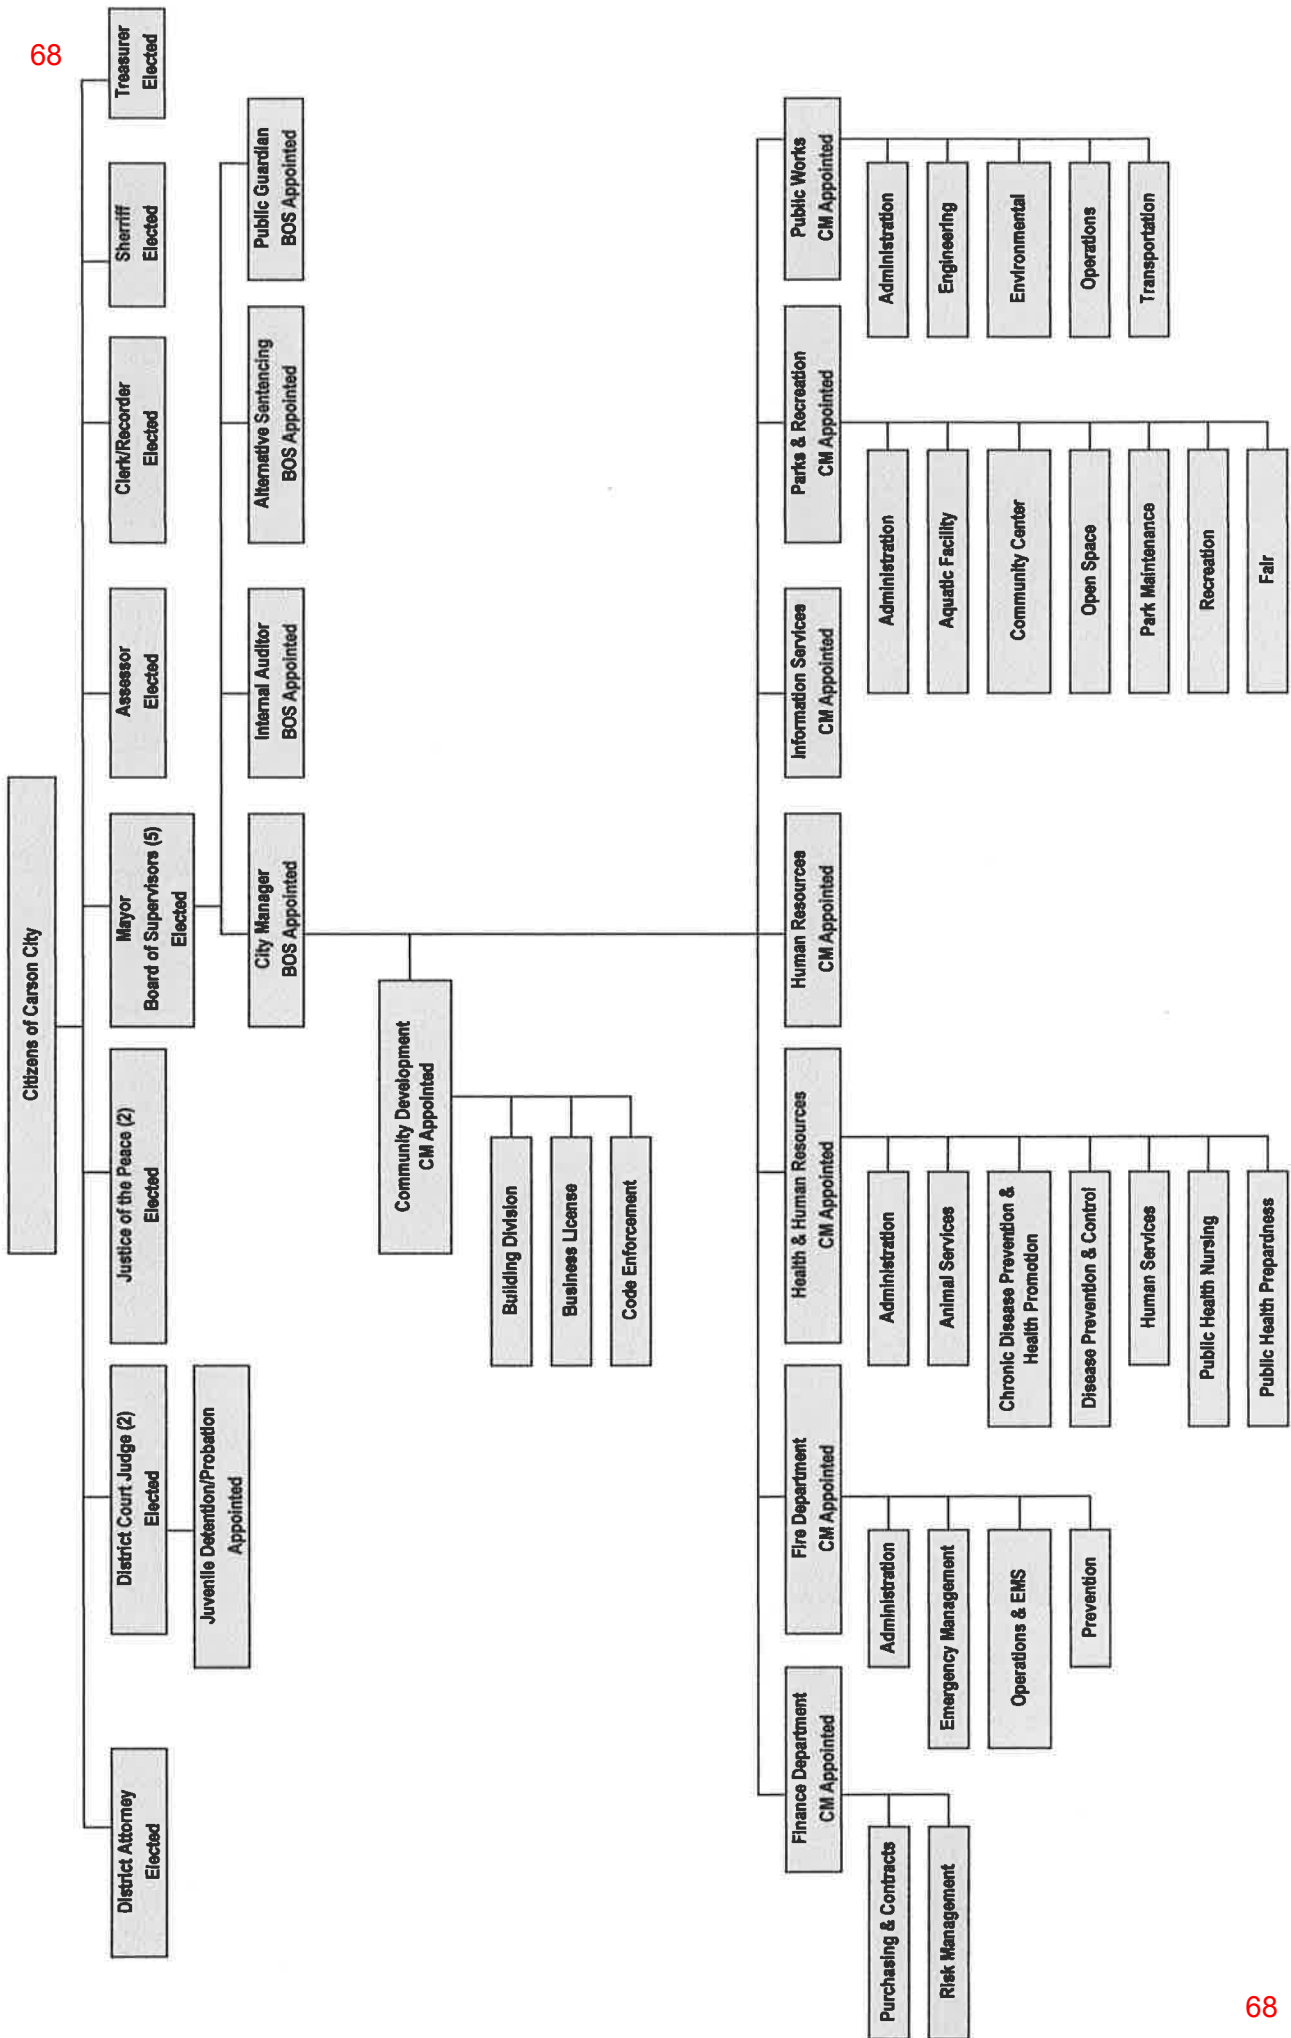 68
Citizens of Carson City
District Attorney
Elected
District Court Judge (2)
Elected
Justice of the Peace (2)
Elected
Mayor
Board of Supervisors (5)
Elected
Assessor
Elected
Clerk/Recorder
Elected
Sherriff
Elected
Treasurer
Elected
Juvenile Detention/Probation
Appointed
City Manager
BOS Appointed
Internal Auditor
BOS Appointed
Alternative Sentencing
BOS Appointed
Public Guardian
BOS Appointed
Community Development
CM Appointed
Building Division
Business License
Code Enforcement
Finance Department
CM Appointed
Purchasing & Contracts
Risk Management
Fire Department
CM Appointed
Administration
Emergency Management
Operations & EMS
Prevention
Health & Human Resources
CM Appointed
Administration
Animal Services
Chronic Disease Prevention &
Health Promotion
Disease Prevention & Control
Human Services
Public Health Nursing
Public Health Prepardness
Human Resources
CM Appointed
Information Services
CM Appointed
Parks & Recreation
CM Appointed
Administration
Aquatic Facility
Community Center
Open Space
Park Maintenance
Recreation
Fair
Public Works
CM Appointed
Administration
Engineering
Environmental
Operations
Transportation
68